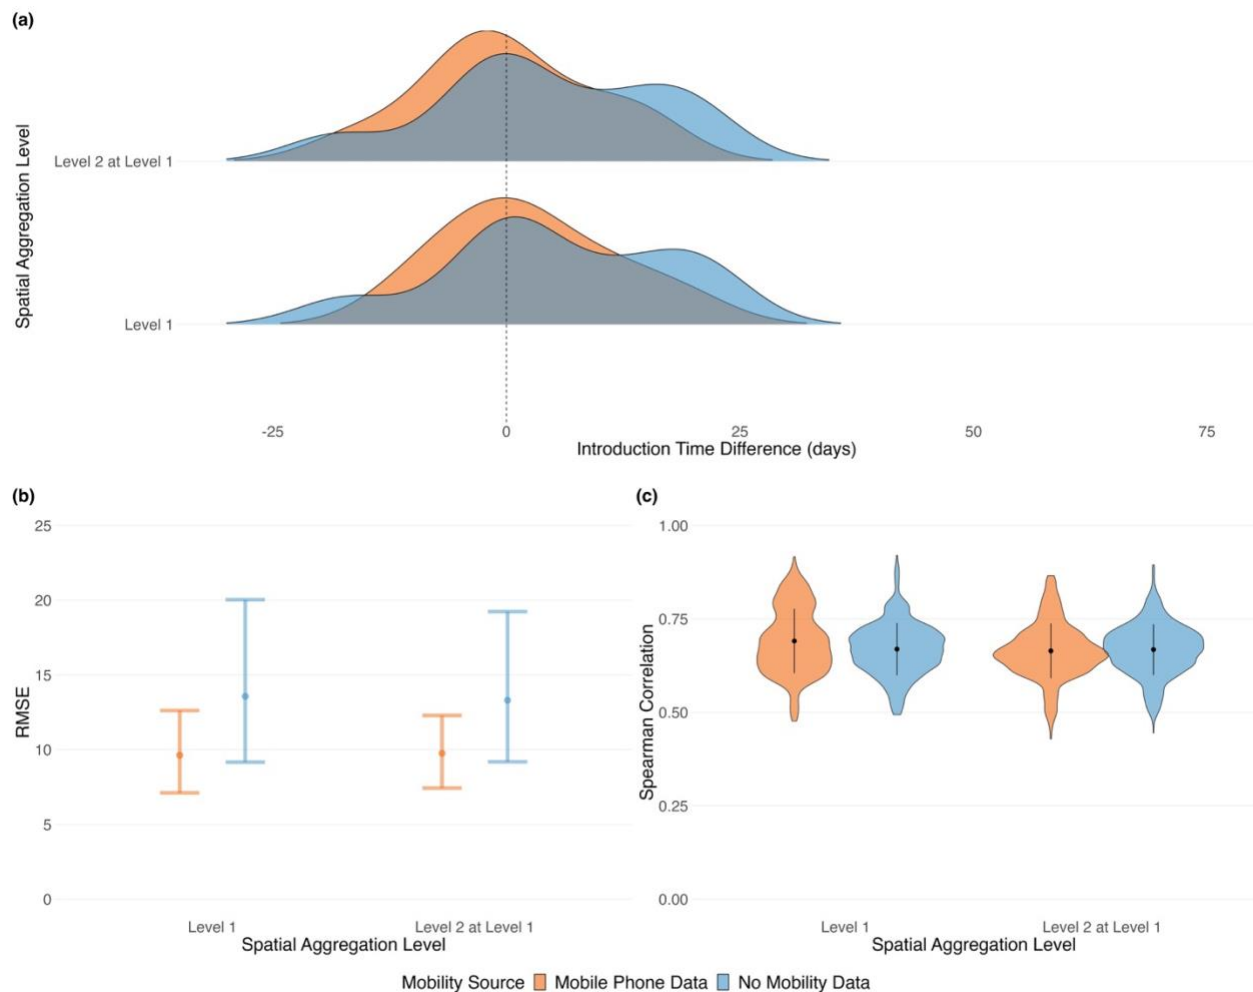 (a)
Spatial Aggregation Level
Level 2 at Level 1
Level 1
-25 0 25 50 75
Introduction Time Difference (days)
(b)
RMSE
25
20
15
10
5
0
Level 1 Level 2 at Level 1
Spatial Aggregation Level
(c)
Spearman Correlation
1.00
0.75
0.50
0.25
0.00
Level 1 Level 2 at Level 1
Spatial Aggregation Level
Mobility Source Mobile Phone Data No Mobility Data